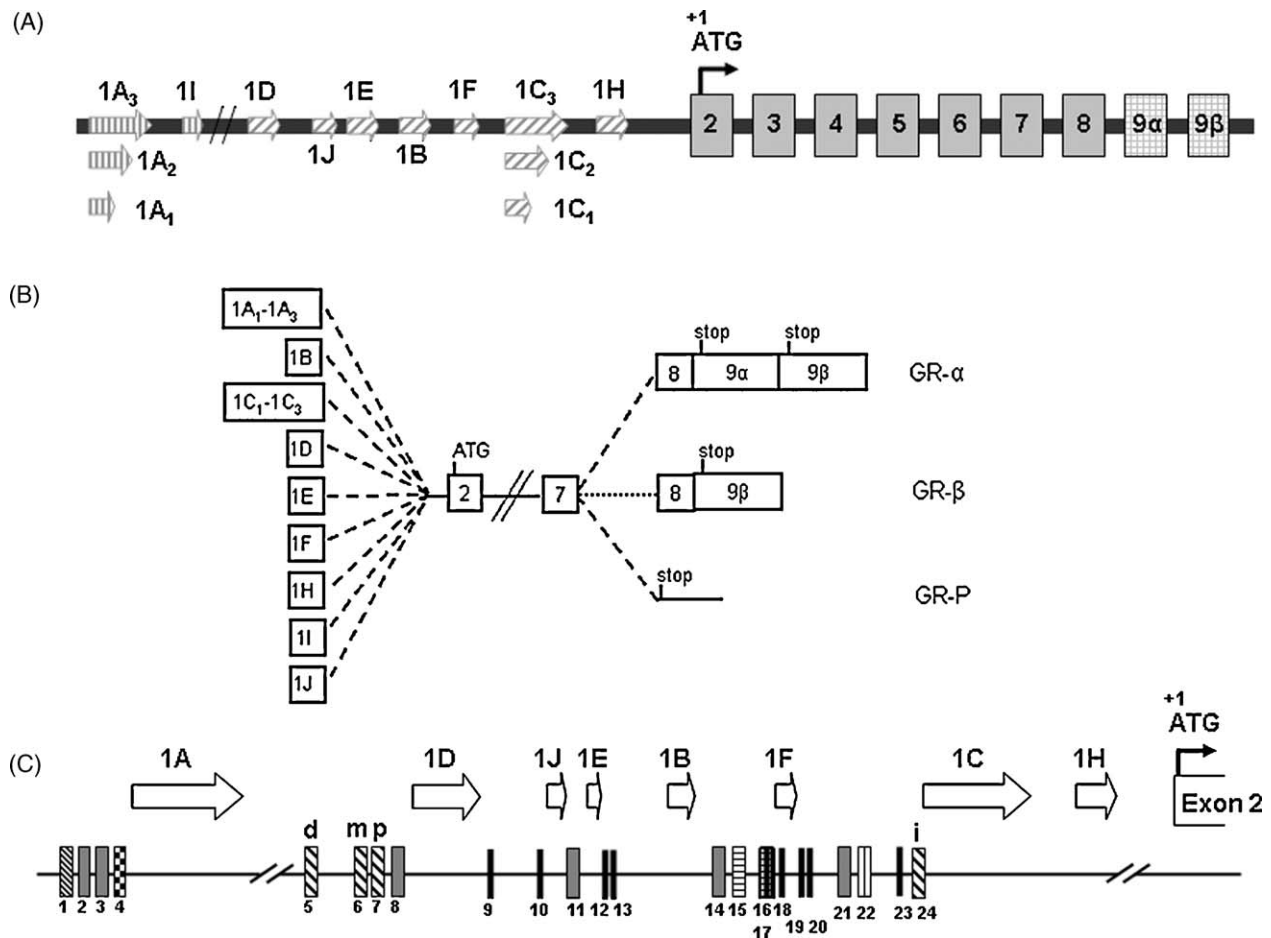 (A)
+1
ATG
1A₃ 1I 1D 1E 1F 1C₃ 1H
2 3 4 5 6 7 8 9α 9β
1J 1B
1A₂ 1C₂
1A₁ 1C₁
(B)
1A₁-1A₃
1B
1C₁-1C₃
1D
1E
1F
1H
1I
1J
ATG
2 7
stop stop
8 9α 9β GR-α
stop
8 9β GR-β
stop
GR-P
(C)
+1
ATG
1A 1D 1J 1E 1B 1F 1C 1H
Exon 2
d m p i
1 2 3 4 5 6 7 8 9 10 11 12 13 14 15 16 18 20 21 22 23 24
17 19